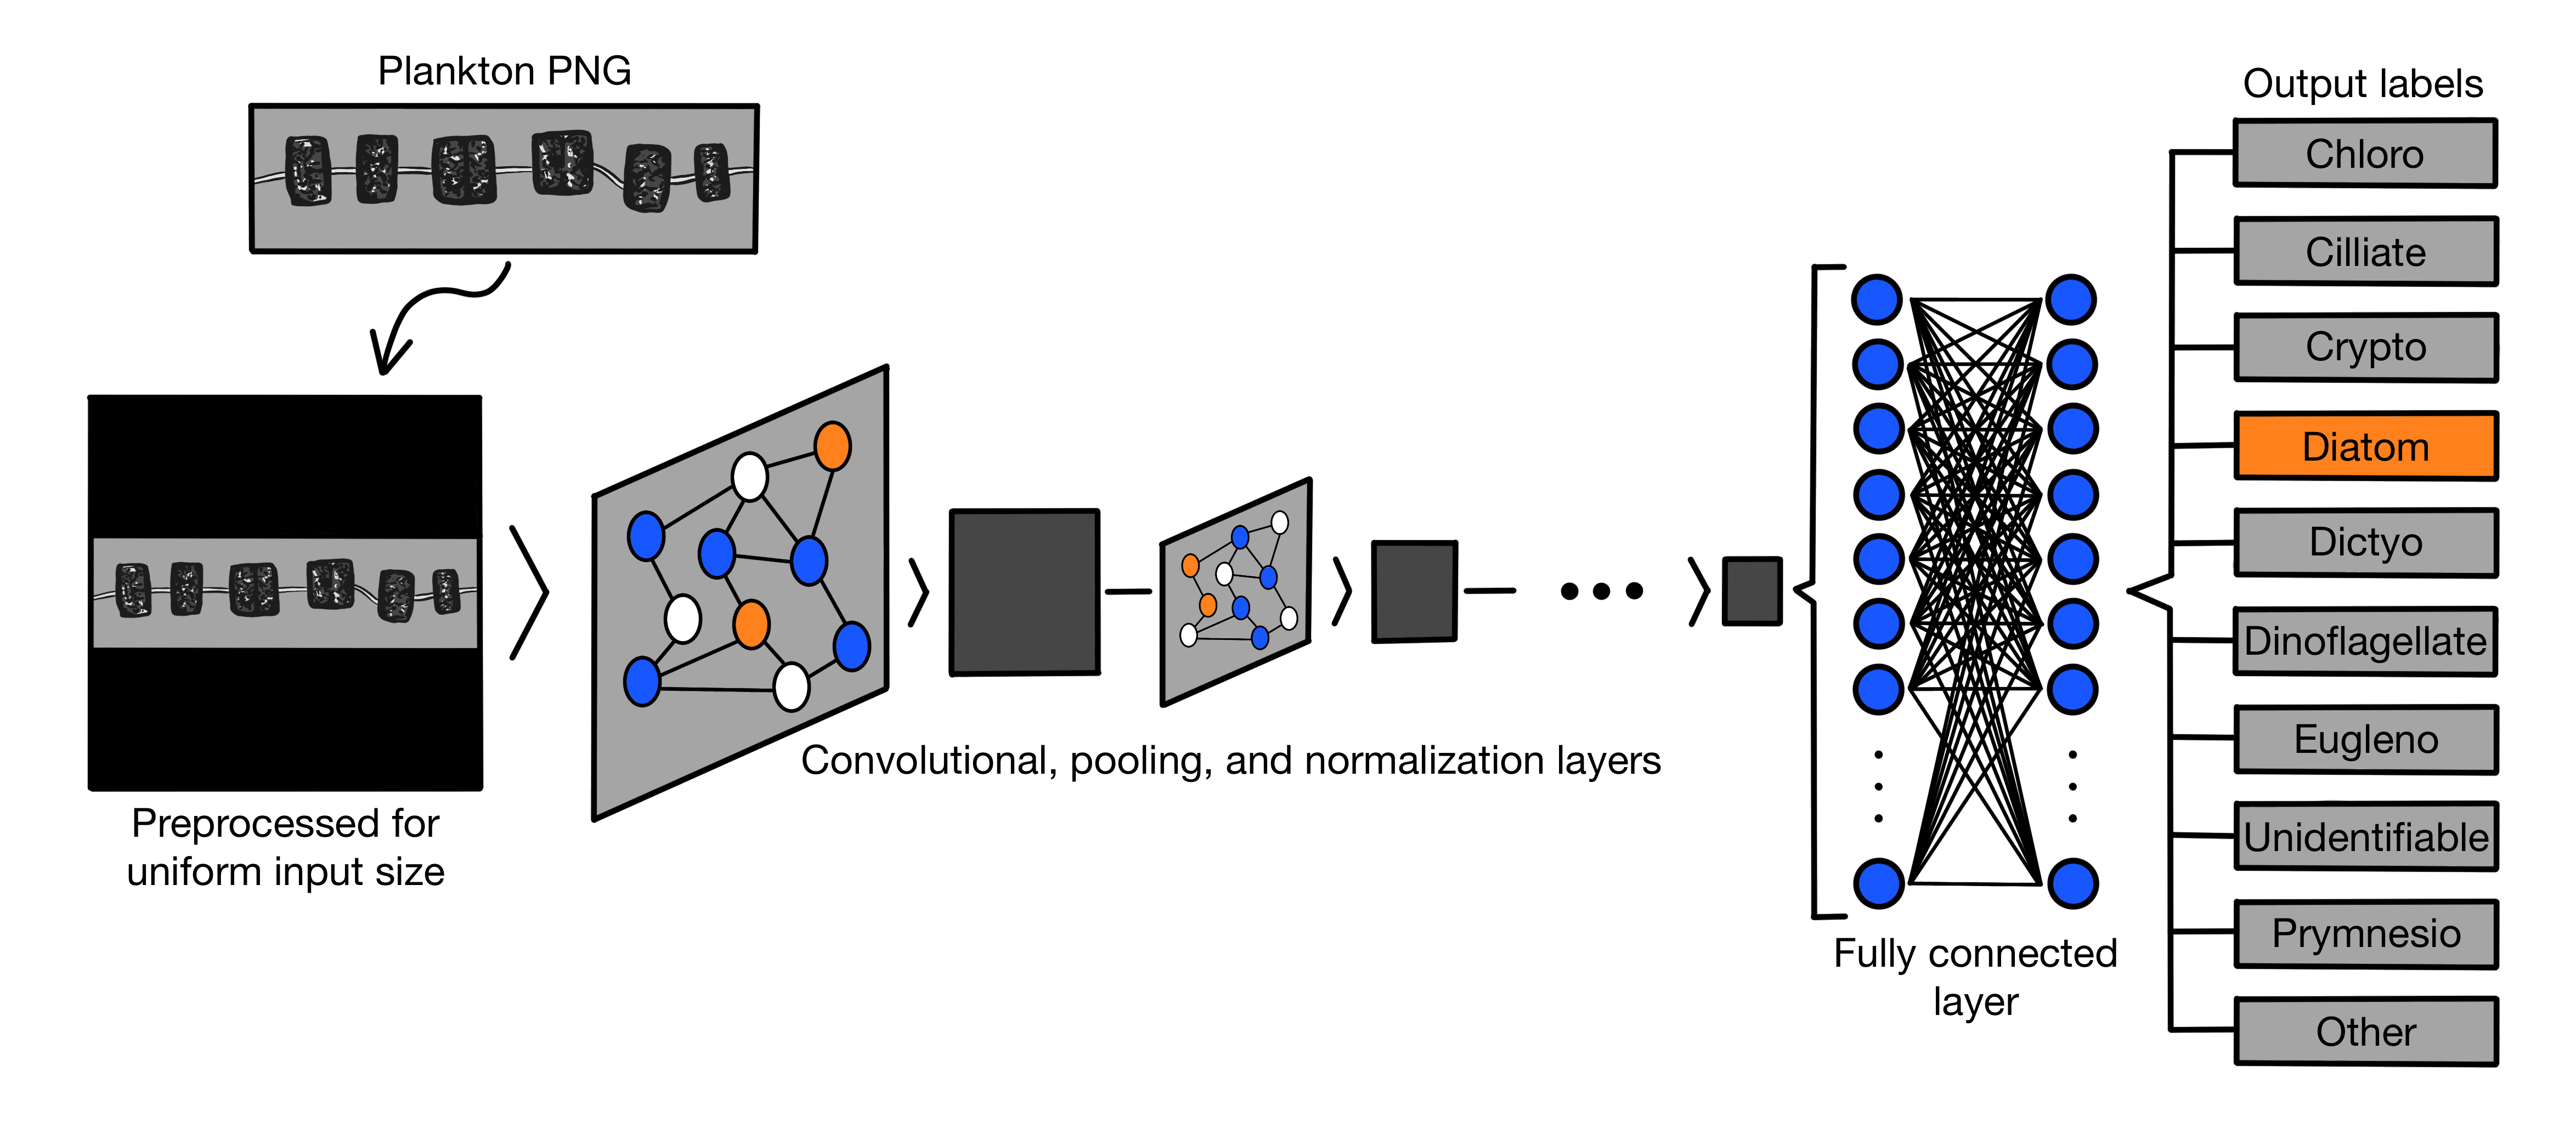 Plankton PNG
Preprocessed for
uniform input size
Convolutional, pooling, and normalization layers
Fully connected
layer
Output labels
Chloro
Cilliate
Crypto
Diatom
Dictyo
Dinoflagellate
Eugleno
Unidentifiable
Prymnesio
Other